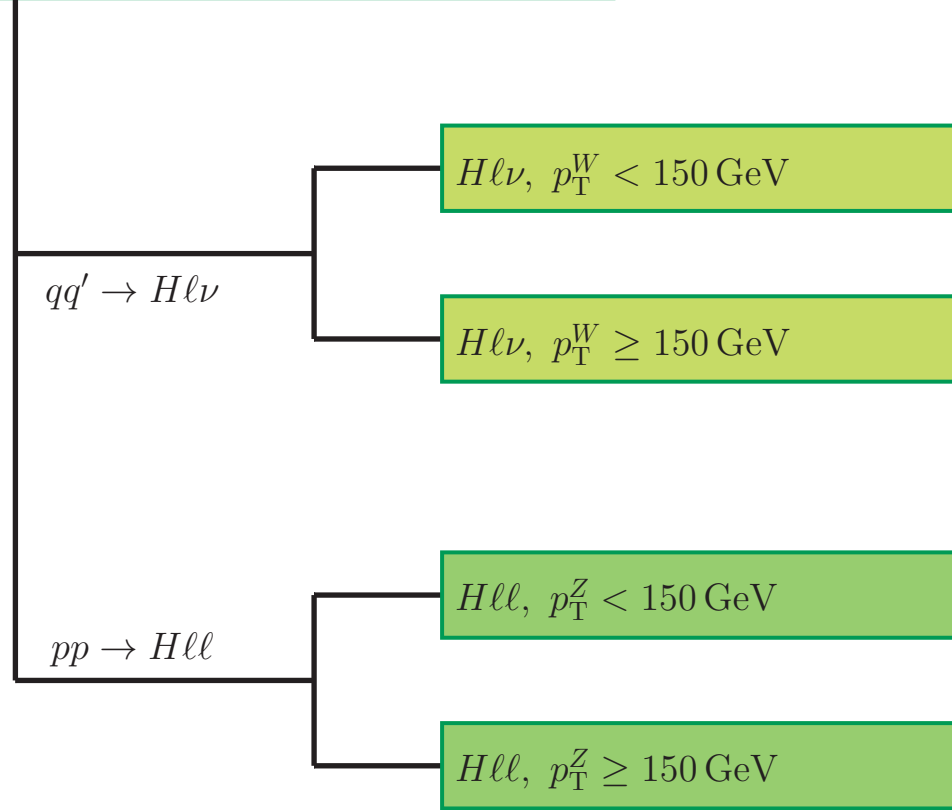 Hℓν, p_T^W < 150 GeV
qq′ → Hℓν
Hℓν, p_T^W ≥ 150 GeV
Hℓℓ, p_T^Z < 150 GeV
pp → Hℓℓ
Hℓℓ, p_T^Z ≥ 150 GeV